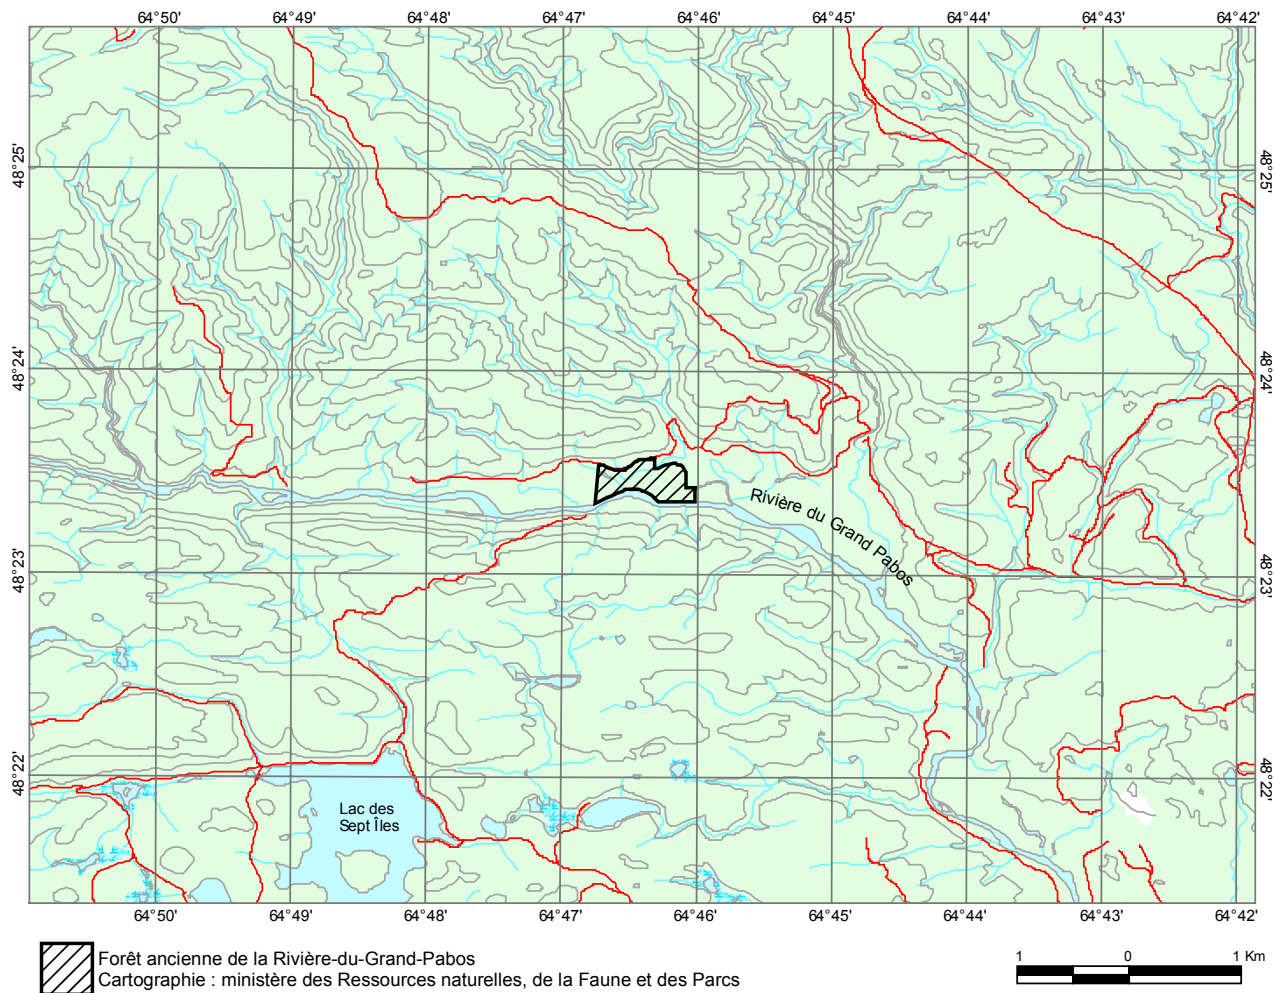 64°50' 64°49' 64°48' 64°47' 64°46' 64°45' 64°44' 64°43' 64°42'
48°25' 48°25'
48°24' 48°24'
Rivière du Grand Pabos
48°23' 48°23'
48°22' 48°22'
Lac des
Sept Îles
64°50' 64°49' 64°48' 64°47' 64°46' 64°45' 64°44' 64°43' 64°42'
Forêt ancienne de la Rivière-du-Grand-Pabos
Cartographie : ministère des Ressources naturelles, de la Faune et des Parcs
1 0 1 Km